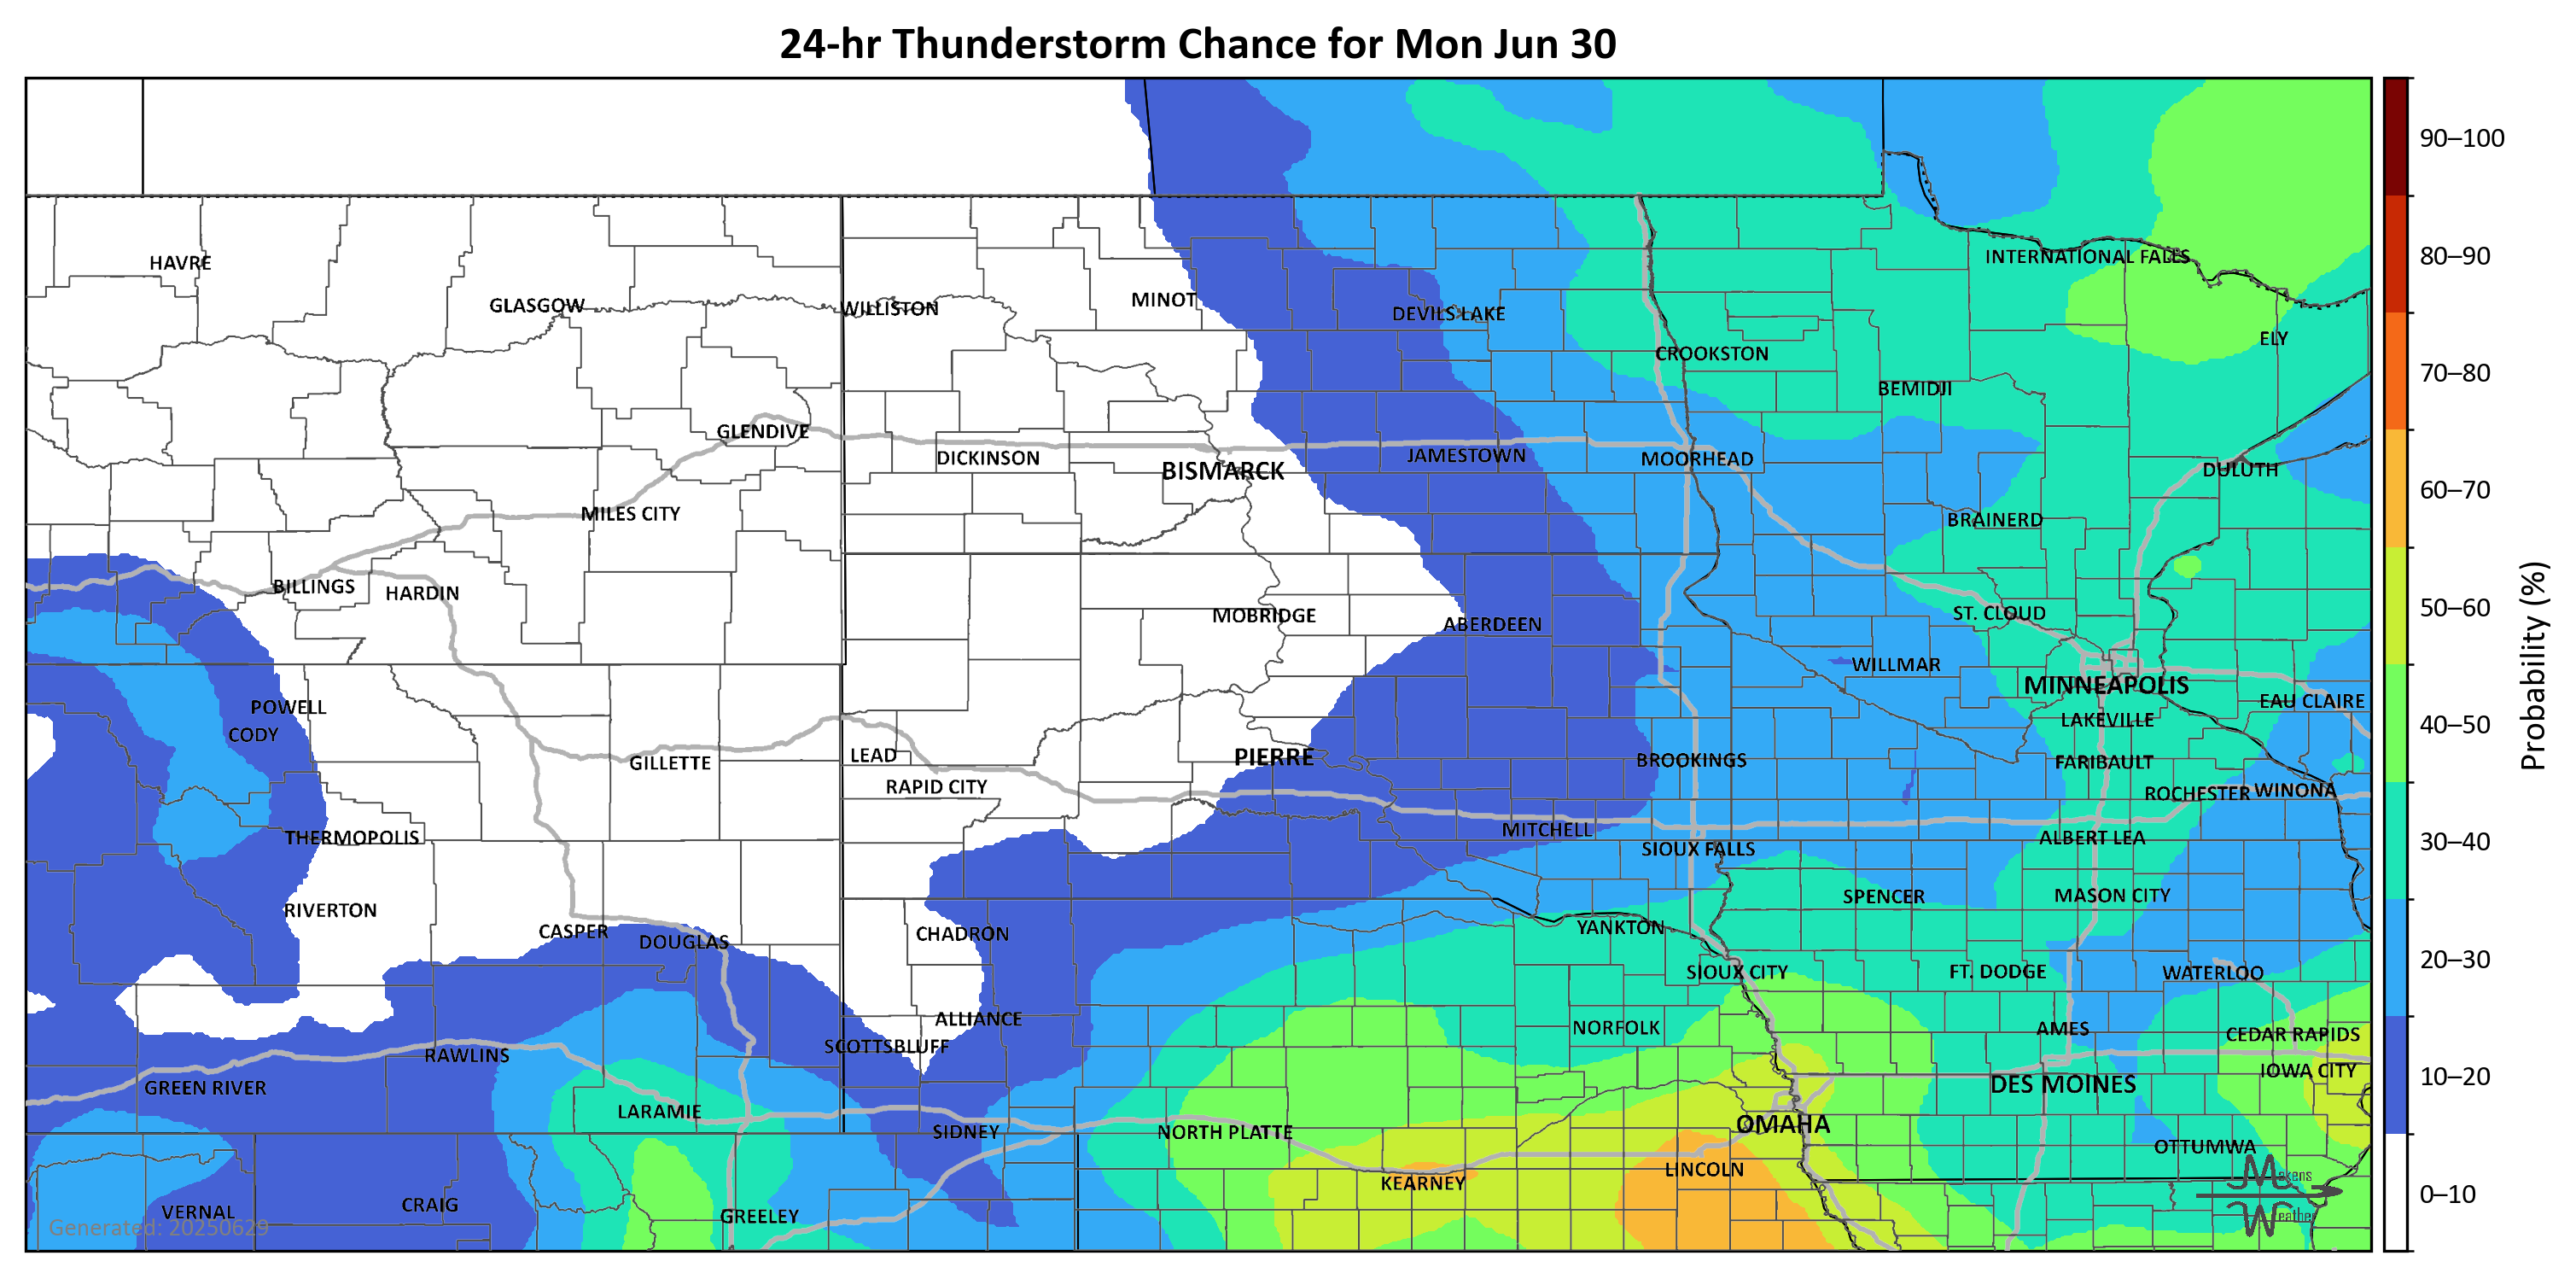 24-hr Thunderstorm Chance for Mon Jun 30
90–100
80–90
70–80
60–70
50–60
40–50
30–40
20–30
10–20
0–10
Probability (%)
INTERNATIONAL FALLS
HAVRE
MINOT
GLASGOW
WILLISTON
DEVILS LAKE
ELY
CROOKSTON
BEMIDJI
GLENDIVE
DICKINSON
JAMESTOWN
MOORHEAD
BISMARCK
DULUTH
MILES CITY
BRAINERD
BILLINGS
HARDIN
MOBRIDGE
ABERDEEN
ST. CLOUD
WILLMAR
MINNEAPOLIS
EAU CLAIRE
POWELL
LAKEVILLE
CODY
LEAD
PIERRE
GILLETTE
BROOKINGS
FARIBAULT
RAPID CITY
ROCHESTER
WINONA
THERMOPOLIS
MITCHELL
ALBERT LEA
SIOUX FALLS
SPENCER
MASON CITY
RIVERTON
CASPER
DOUGLAS
CHADRON
YANKTON
SIOUX CITY
FT. DODGE
WATERLOO
ALLIANCE
NORFOLK
AMES
CEDAR RAPIDS
SCOTTSBLUFF
RAWLINS
IOWA CITY
GREEN RIVER
DES MOINES
LARAMIE
SIDNEY
NORTH PLATTE
OMAHA
OTTUMWA
LINCOLN
KEARNEY
VERNAL
CRAIG
GREELEY
Generated: 20250629
Makens
Weather